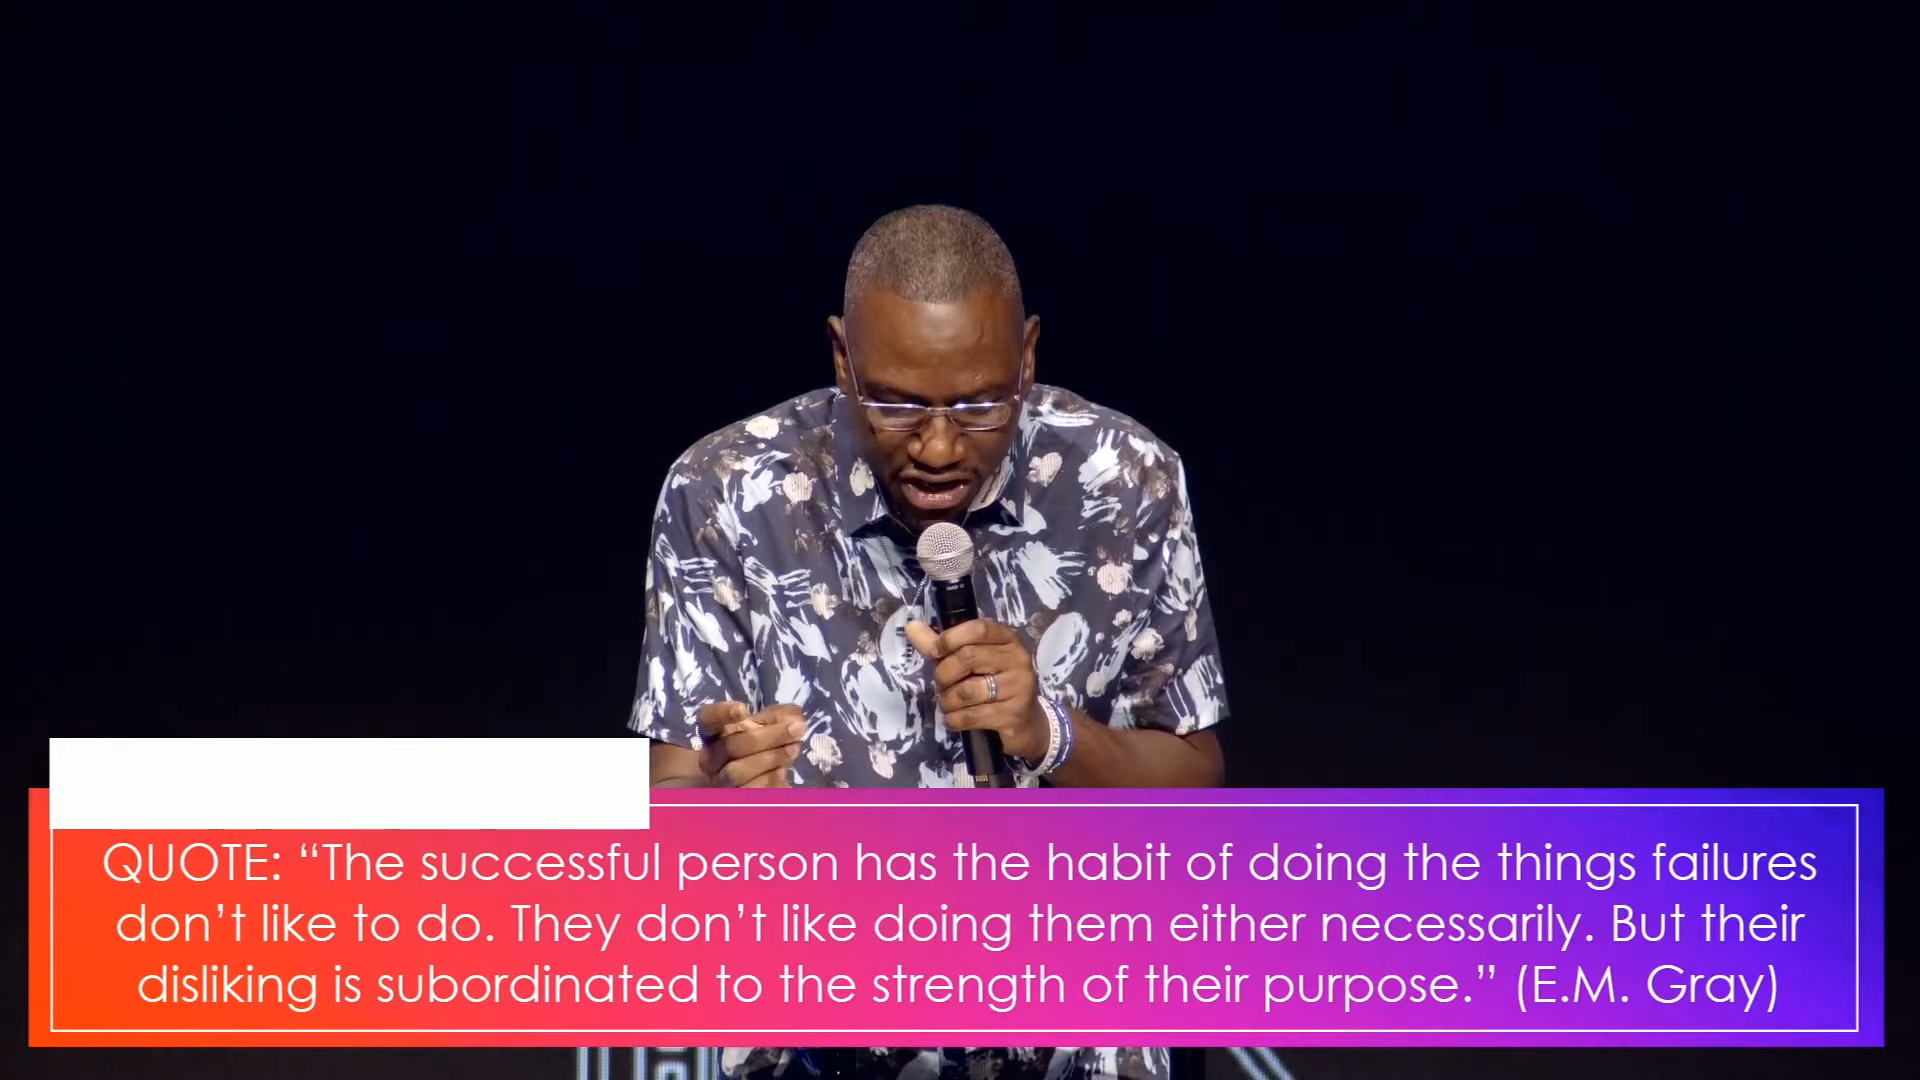 QUOTE: “The successful person has the habit of doing the things failures
don’t like to do. They don’t like doing them either necessarily. But their
disliking is subordinated to the strength of their purpose.” (E.M. Gray)